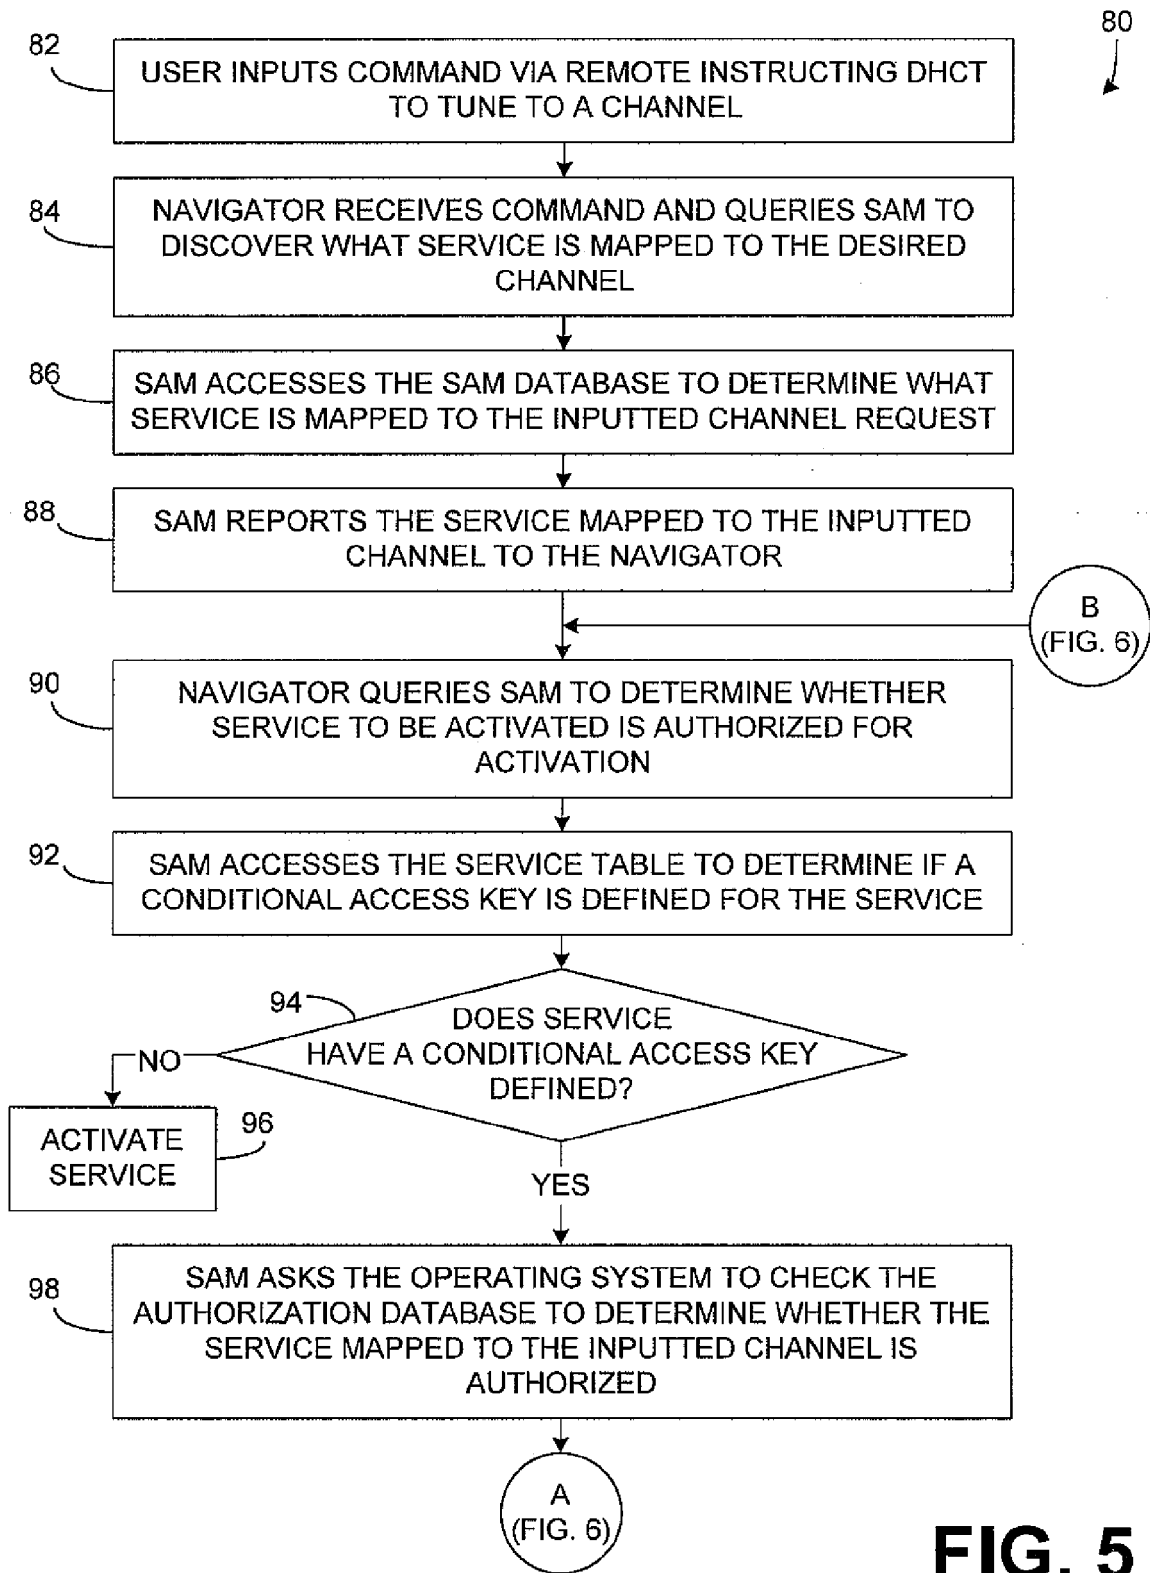 80
82
USER INPUTS COMMAND VIA REMOTE INSTRUCTING DHCT
TO TUNE TO A CHANNEL
84
NAVIGATOR RECEIVES COMMAND AND QUERIES SAM TO
DISCOVER WHAT SERVICE IS MAPPED TO THE DESIRED
CHANNEL
86
SAM ACCESSES THE SAM DATABASE TO DETERMINE WHAT
SERVICE IS MAPPED TO THE INPUTTED CHANNEL REQUEST
88
SAM REPORTS THE SERVICE MAPPED TO THE INPUTTED
CHANNEL TO THE NAVIGATOR
B
(FIG. 6)
90
NAVIGATOR QUERIES SAM TO DETERMINE WHETHER
SERVICE TO BE ACTIVATED IS AUTHORIZED FOR
ACTIVATION
92
SAM ACCESSES THE SERVICE TABLE TO DETERMINE IF A
CONDITIONAL ACCESS KEY IS DEFINED FOR THE SERVICE
94
DOES SERVICE
HAVE A CONDITIONAL ACCESS KEY
DEFINED?
NO
96
ACTIVATE
SERVICE
YES
98
SAM ASKS THE OPERATING SYSTEM TO CHECK THE
AUTHORIZATION DATABASE TO DETERMINE WHETHER THE
SERVICE MAPPED TO THE INPUTTED CHANNEL IS
AUTHORIZED
A
(FIG. 6)
FIG. 5